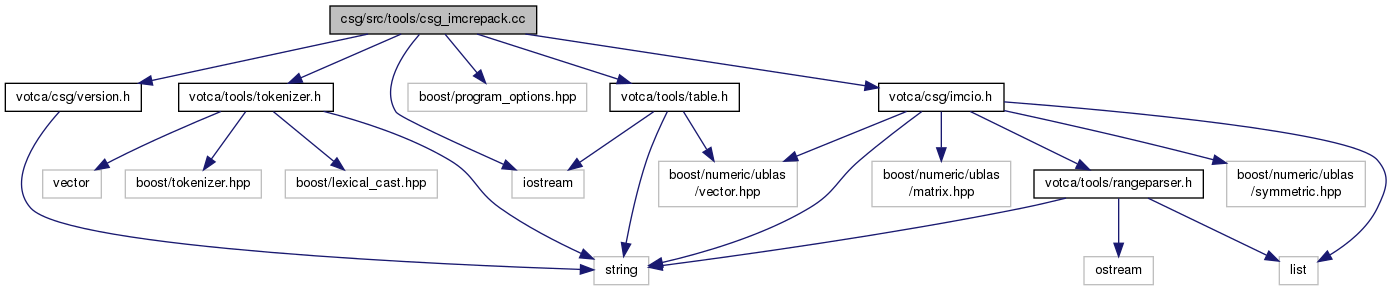 csg/src/tools/csg_imcrepack.cc
votca/csg/version.h
votca/tools/tokenizer.h
boost/program_options.hpp
votca/tools/table.h
votca/csg/imcio.h
vector
boost/tokenizer.hpp
boost/lexical_cast.hpp
iostream
boost/numeric/ublas
/vector.hpp
boost/numeric/ublas
/matrix.hpp
votca/tools/rangeparser.h
boost/numeric/ublas
/symmetric.hpp
string
ostream
list